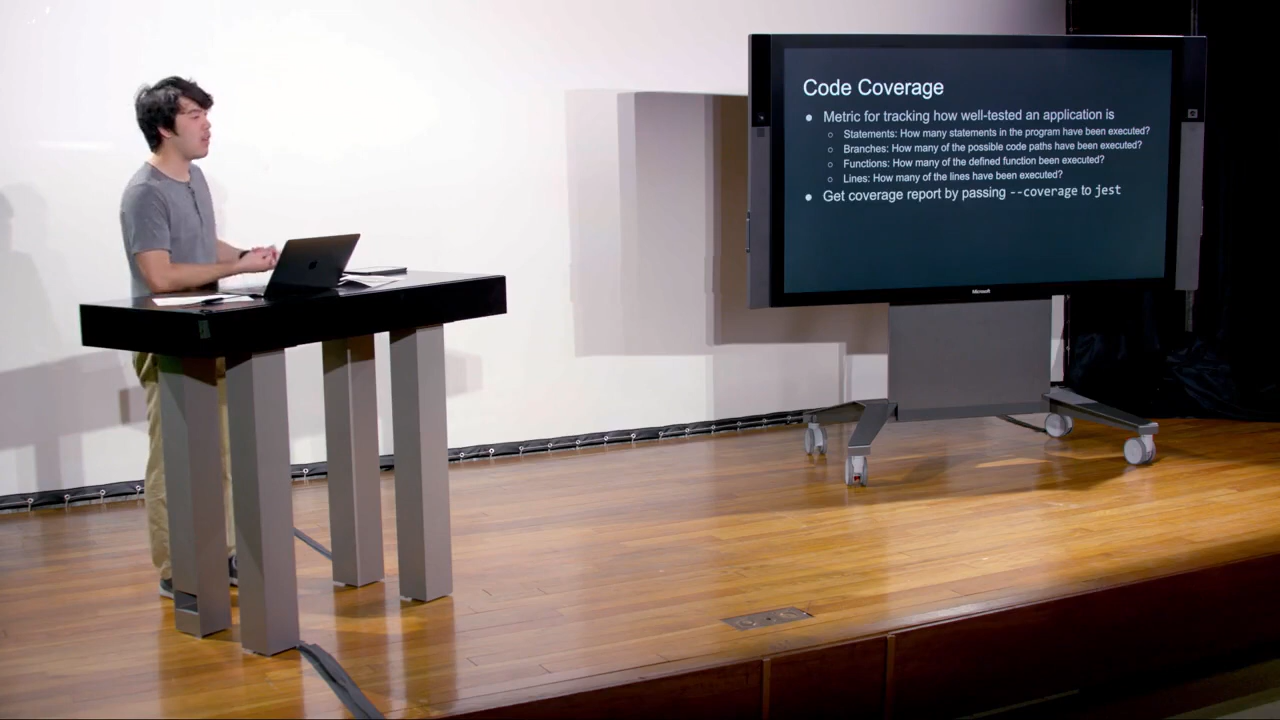 Code Coverage
● Metric for tracking how well-tested an application is
○ Statements: How many statements in the program have been executed?
○ Branches: How many of the possible code paths have been executed?
○ Functions: How many of the defined function been executed?
○ Lines: How many of the lines have been executed?
● Get coverage report by passing --coverage to jest
Microsoft